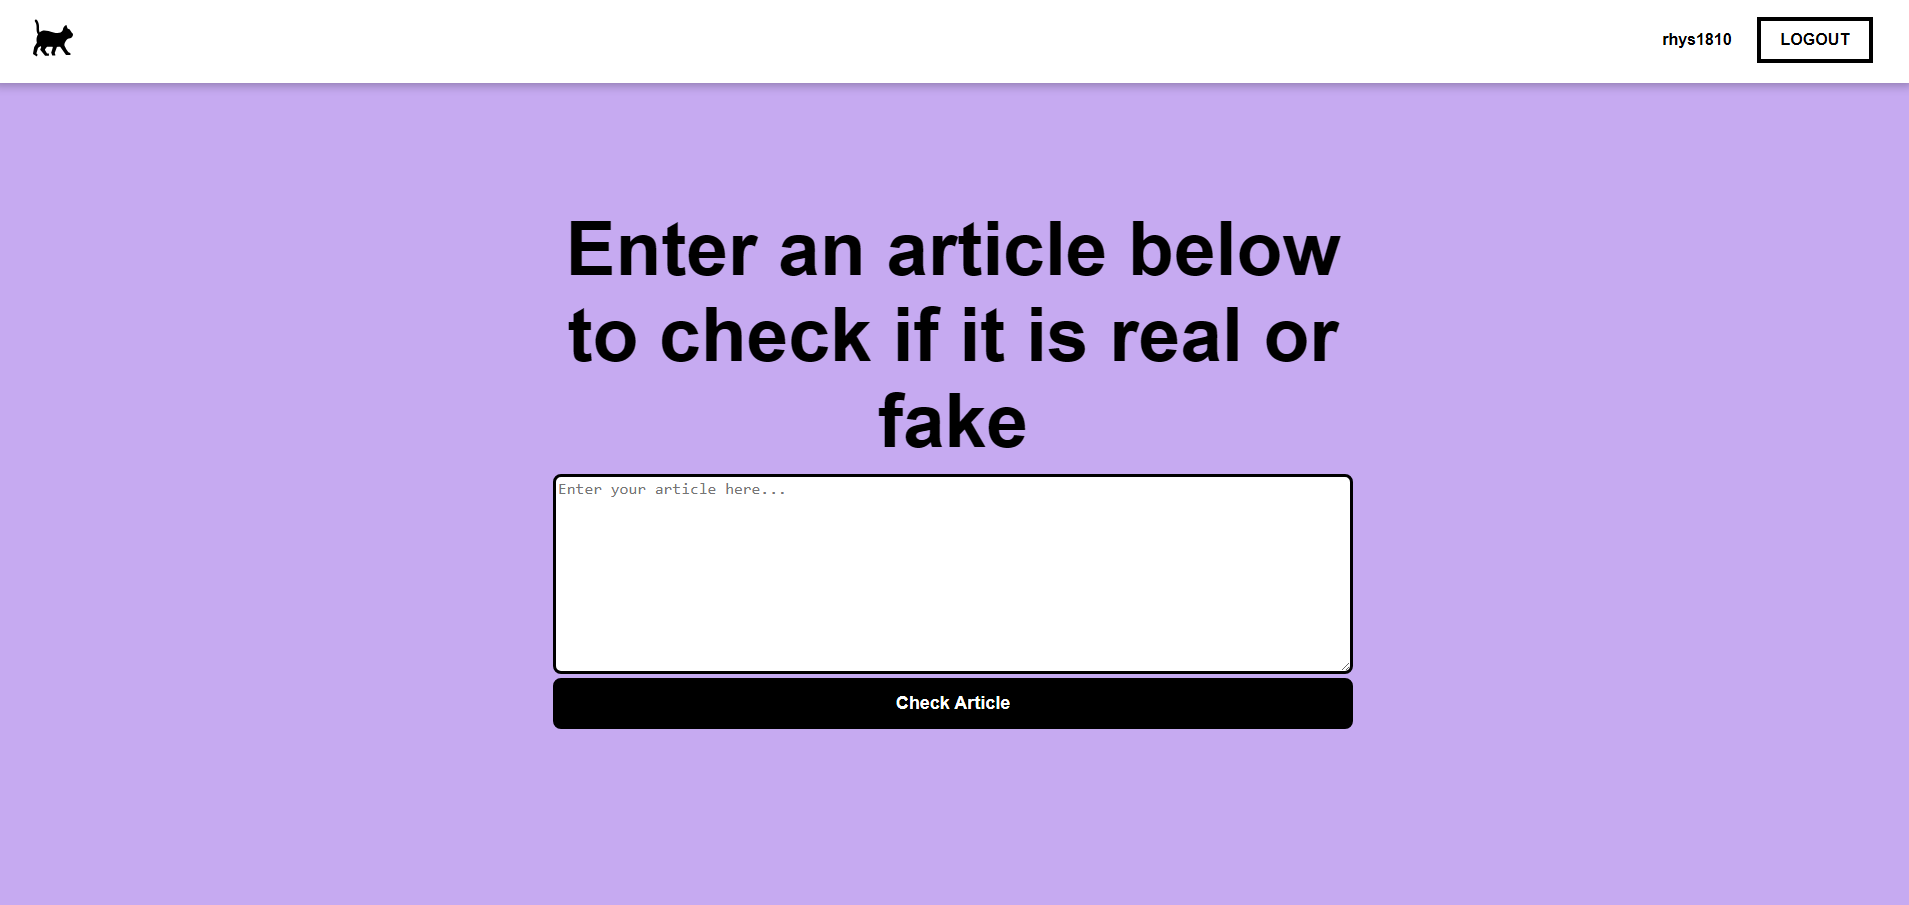 rhys1810
LOGOUT
Enter an article below
to check if it is real or
fake
Enter your article here...
Check Article